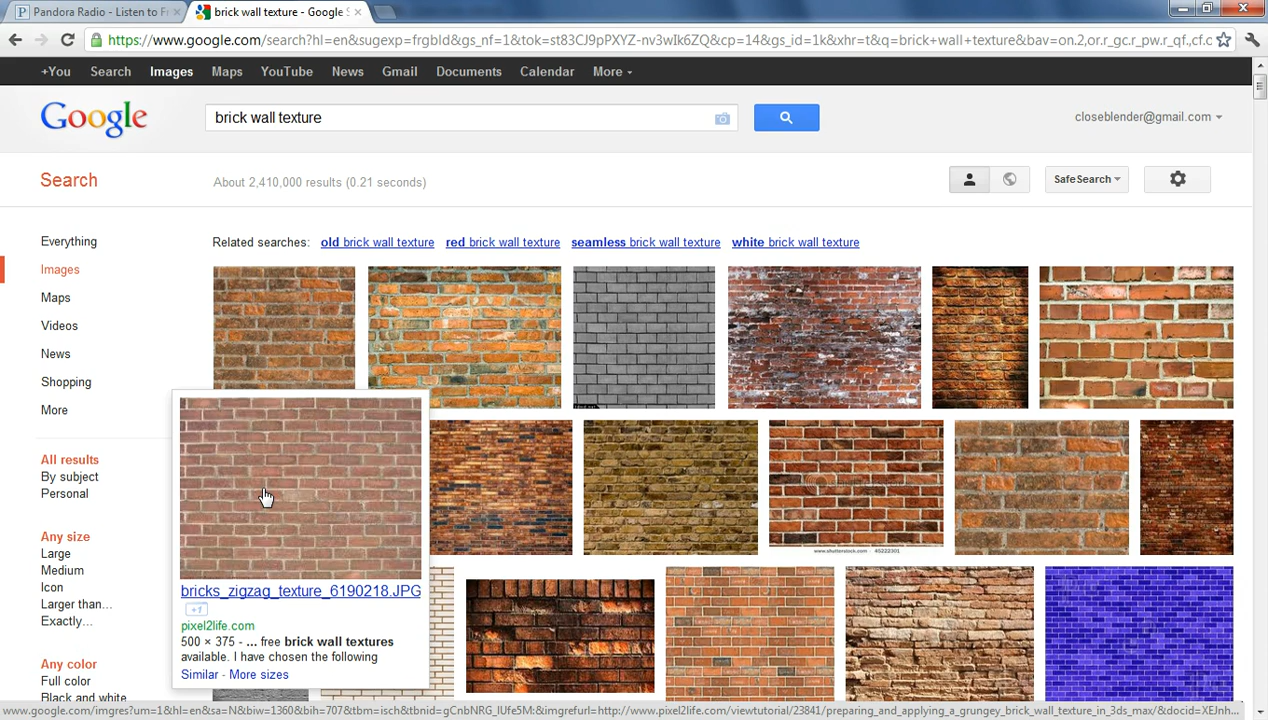 Pandora Radio - Listen to Fr
brick wall texture - Google S
https://www.google.com/search?hl=en&sugexp=frgbld&gs_nf=1&tok=st83CJ9pPXYZ-nv3wIk6ZQ&cp=14&gs_id=1k&xhr=t&q=brick+wall+texture&bav=on.2,or.r_gc.r_pw.r_qf.,cf.c
+You Search Images Maps YouTube News Gmail Documents Calendar More
Google brick wall texture closeblender@gmail.com
Search About 2,410,000 results (0.21 seconds) SafeSearch
Everything
Related searches: old brick wall texture red brick wall texture seamless brick wall texture white brick wall texture
Images
Maps
Videos
News
Shopping
More
All results
By subject
Personal
Any size
Large
Medium
Icon
Larger than...
Exactly...
Any color
Full color
Black and white
bricks_zigzag_texture_6190218.JPG
+1
pixel2life.com
500 × 375 - ... free brick wall textures
available. I have chosen the following
Similar - More sizes
www.shutterstock.com · 45222301
www.google.com/imgres?um=1&hl=en&sa=N&biw=1360&bih=707&tbm=isch&tbnid=gCnbNRG_IUe5LM:&imgrefurl=http://www.pixel2life.com/viewtutorial/23841/preparing_and_applying_a_grungey_brick_wall_texture_in_3ds_max/&docid=XEJnh...